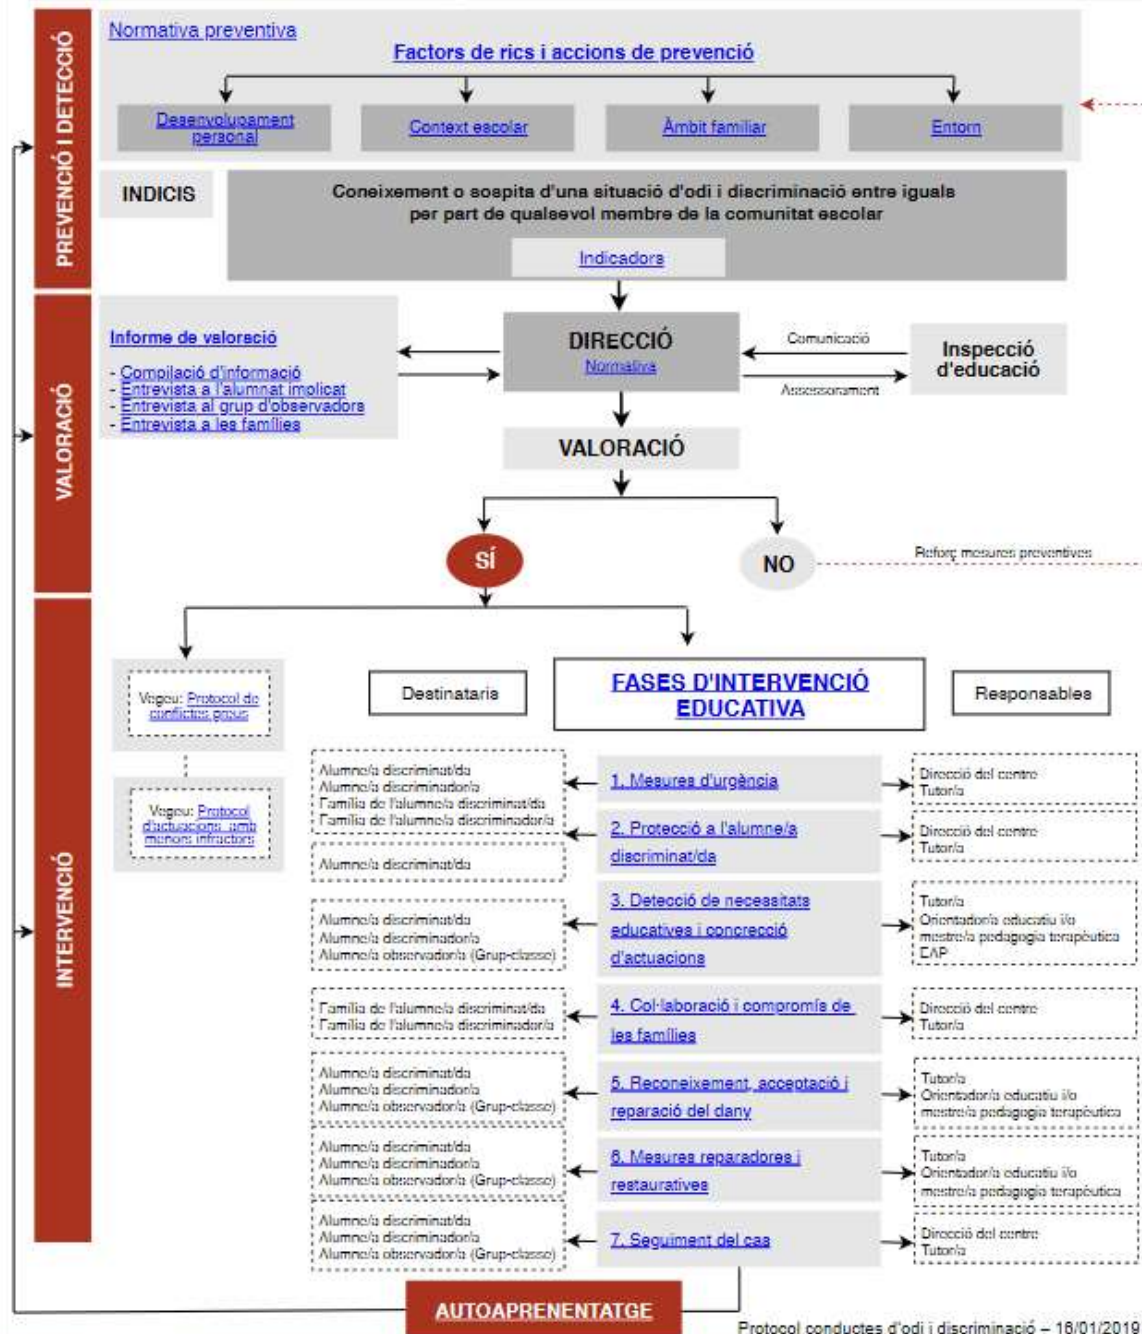 PREVENCIÓ I DETECCIÓ
Normativa preventiva
Factors de rics i accions de prevenció
Desenvolupament
personal
Context escolar
Àmbit familiar
Entorn
INDICIS
Coneixement o sospita d'una situació d'odi i discriminació entre iguals
per part de qualsevol membre de la comunitat escolar
Indicadors
VALORACIÓ
Informe de valoració
- Compilació d'informació
- Entrevista a l'alumnat implicat
- Entrevista al grup d'observadors
- Entrevista a les famílies
DIRECCIÓ
Normativa
Comunicació
Assessorament
Inspecció
d'educació
VALORACIÓ
SÍ
NO
Reforç mesures preventives
INTERVENCIÓ
Vegeu: Protocol de
conflictes greus
Vegeu: Protocol
d'actuacions amb
menors infractors
Destinataris
FASES D'INTERVENCIÓ
EDUCATIVA
Responsables
Alumne/a discriminat/da
Alumne/a discriminador/a
Família de l'alumne/a discriminat/da
Família de l'alumne/a discriminador/a
1. Mesures d'urgència
Direcció del centre
Tutor/a
Alumne/a discriminat/da
2. Protecció a l'alumne/a
discriminat/da
Direcció del centre
Tutor/a
Alumne/a discriminat/da
Alumne/a discriminador/a
Alumne/a observador/a (Grup-classe)
3. Detecció de necessitats
educatives i concrecció
d'actuacions
Tutor/a
Orientador/a educatiu i/o
mestre/a pedagogia terapèutica
EAP
Família de l'alumne/a discriminat/da
Família de l'alumne/a discriminador/a
4. Col·laboració i compromís de
les famílies
Direcció del centre
Tutor/a
Alumne/a discriminat/da
Alumne/a discriminador/a
Alumne/a observador/a (Grup-classe)
5. Reconeixement, acceptació i
reparació del dany
Tutor/a
Orientador/a educatiu i/o
mestre/a pedagogia terapèutica
Alumne/a discriminat/da
Alumne/a discriminador/a
Alumne/a observador/a (Grup-classe)
6. Mesures reparadores i
restauratives
Tutor/a
Orientador/a educatiu i/o
mestre/a pedagogia terapèutica
Alumne/a discriminat/da
Alumne/a discriminador/a
Alumne/a observador/a (Grup-classe)
7. Seguiment del cas
Direcció del centre
Tutor/a
AUTOAPRENENTATGE
Protocol conductes d'odi i discriminació – 16/01/2019